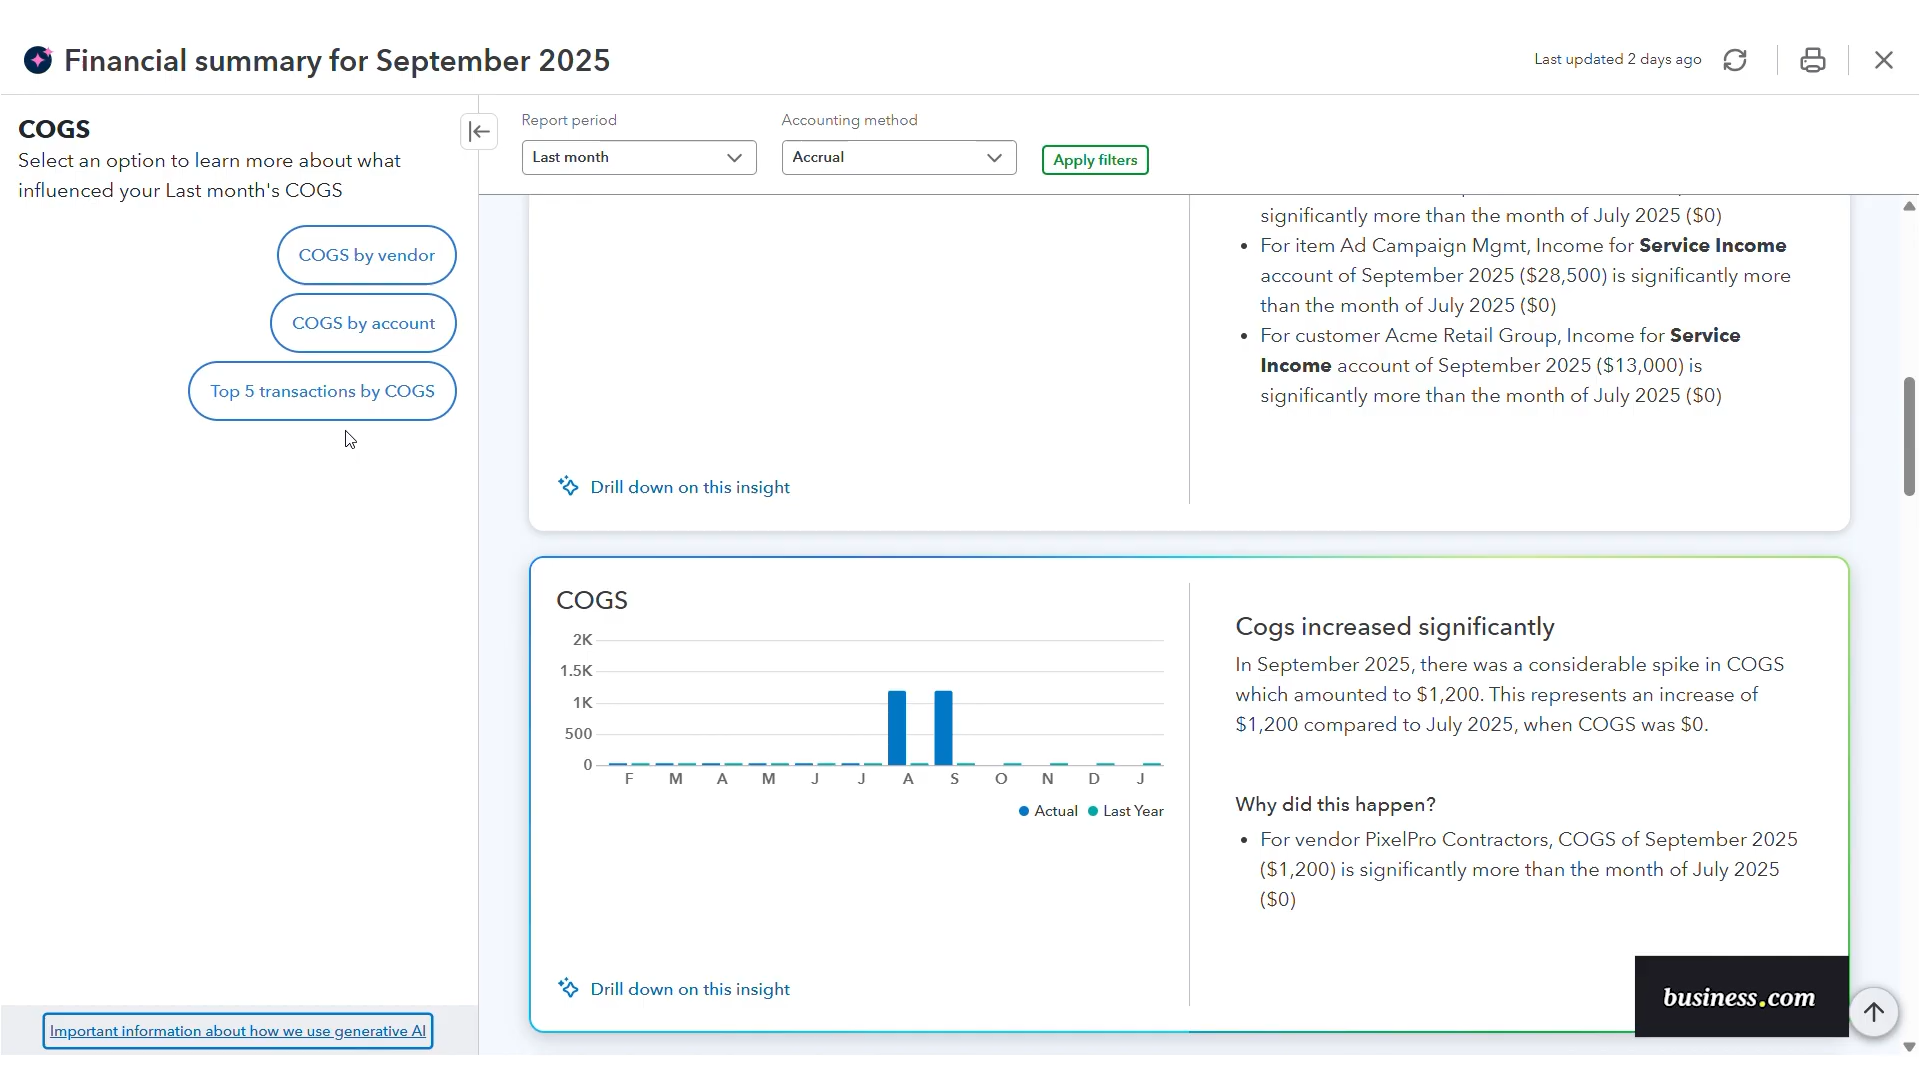 Financial summary for September 2025
Last updated 2 days ago
COGS
Select an option to learn more about what
influenced your Last month's COGS
COGS by vendor
COGS by account
Top 5 transactions by COGS
Important information about how we use generative AI
Report period
Accounting method
Last month
Accrual
Apply filters
significantly more than the month of July 2025 ($0)
• For item Ad Campaign Mgmt, Income for Service Income
account of September 2025 ($28,500) is significantly more
than the month of July 2025 ($0)
• For customer Acme Retail Group, Income for Service
Income account of September 2025 ($13,000) is
significantly more than the month of July 2025 ($0)
Drill down on this insight
COGS
2K
1.5K
1K
500
0
F M A M J J A S O N D J
Actual Last Year
Cogs increased significantly
In September 2025, there was a considerable spike in COGS
which amounted to $1,200. This represents an increase of
$1,200 compared to July 2025, when COGS was $0.
Why did this happen?
• For vendor PixelPro Contractors, COGS of September 2025
($1,200) is significantly more than the month of July 2025
($0)
Drill down on this insight
business.com